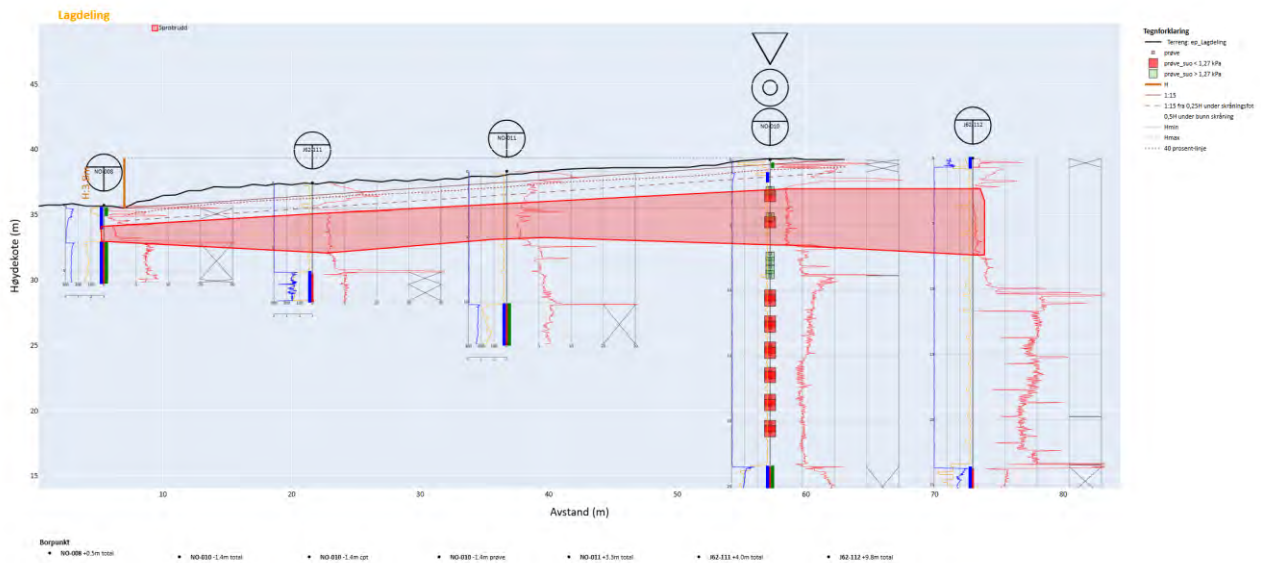 Lagdeling
Sprøbrudd
Tegnforklaring
Terreng: ep_Lagdeling
prøve
prøve_suo < 1,27 kPa
prøve_suo > 1,27 kPa
H
1:15
1:15 fra 0,25H under skråningsfot
0,5H under bunn skråning
Hmin
Hmax
40 prosent-linje
NO-008
J62-111
NO-011
NO-010
J62-112
Høydekote (m)
45
40
35
30
25
20
15
10
20
30
40
50
60
70
80
Avstand (m)
Borpunkt
NO-008 +0.5m total
NO-010 -1.4m total
NO-010 -1.4m cpt
NO-010 -1.4m prøve
NO-011 +3.3m total
J62-111 +4.0m total
J62-112 +9.8m total